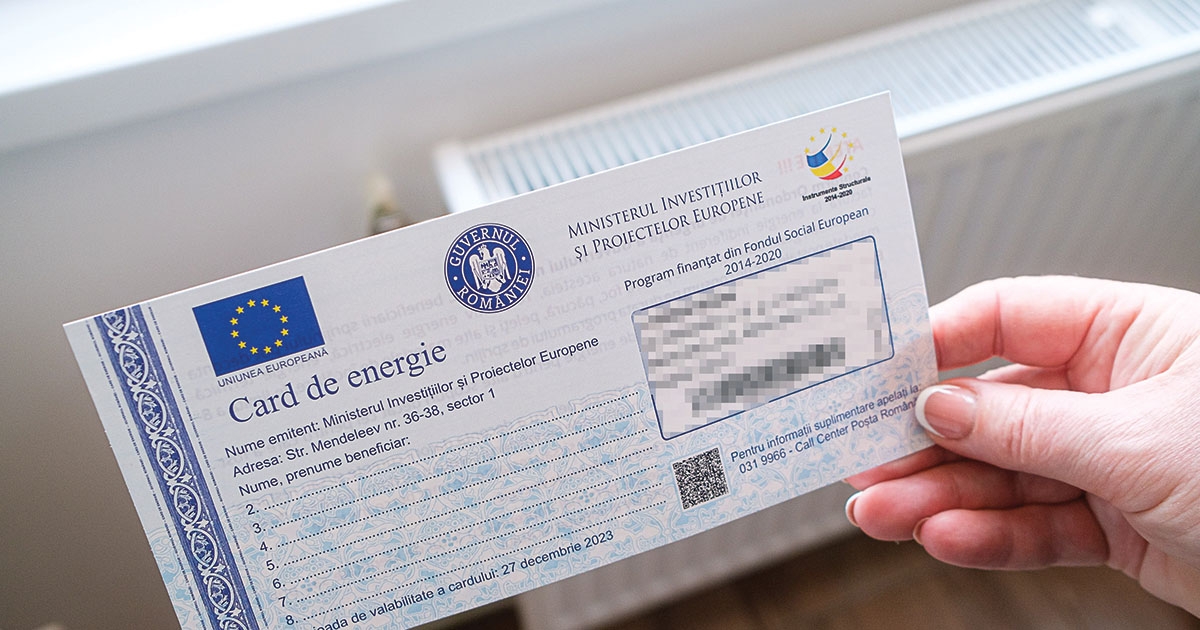 UNIUNEA EUROPEANĂ
GUVERNUL ROMÂNIEI
MINISTERUL INVESTIȚIILOR
ȘI PROIECTELOR EUROPENE
Instrumente Structurale
2014-2020
Program finanțat din Fondul Social European
2014-2020
Card de energie
Nume emitent: Ministerul Investițiilor și Proiectelor Europene
Adresa: Str. Mendeleev nr. 36-38, sector 1
Nume, prenume beneficiar:
2.
3.
4.
5.
6.
7.
8.
de valabilitate a cardului: 27 decembrie 2023
Pentru informații suplimentare apelați la:
031 9966 - Call Center Poșta Română